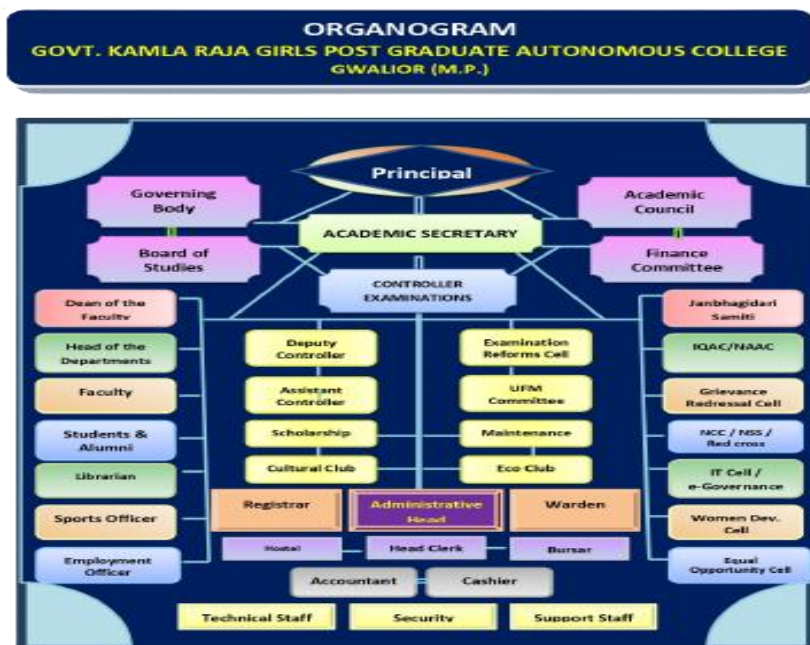 ORGANOGRAM
GOVT. KAMLA RAJA GIRLS POST GRADUATE AUTONOMOUS COLLEGE
GWALIOR (M.P.)
Principal
Governing
Body
Academic
Council
ACADEMIC SECRETARY
Board of
Studies
Finance
Committee
CONTROLLER
EXAMINATIONS
Dean of the
Faculty
Head of the
Departments
Faculty
Students &
Alumni
Librarian
Sports Officer
Employment
Officer
Deputy
Controller
Assistant
Controller
Scholarship
Cultural Club
Examination
Reforms Cell
UFM
Committee
Maintenance
Eco Club
Janbhagidari
Samiti
IQAC/NAAC
Grievance
Redressal Cell
NCC / NSS /
Red cross
IT Cell /
e-Governance
Women Dev.
Cell
Equal
Opportunity Cell
Registrar
Administrative
Head
Warden
Hostel
Head Clerk
Bursar
Accountant
Cashier
Technical Staff
Security
Support Staff